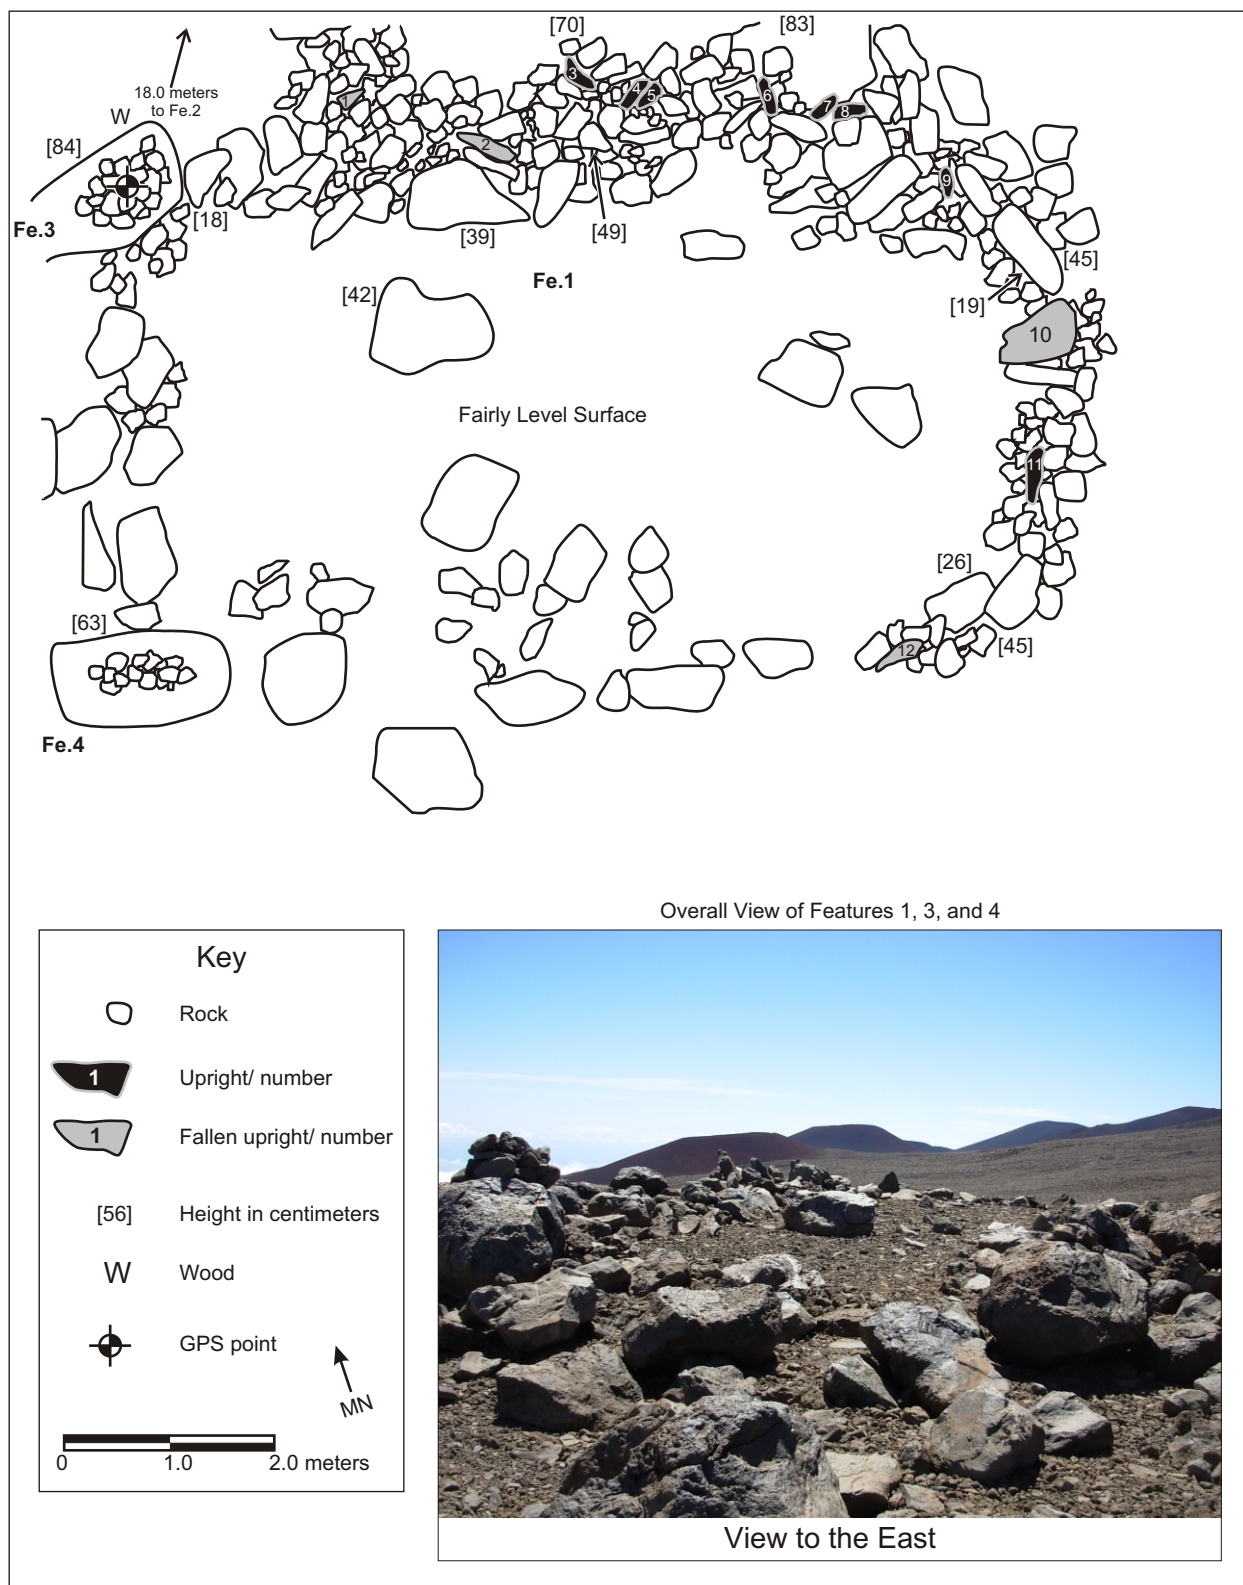 [70]
[83]
18.0 meters
to Fe.2
W
[84]
1
3
4
5
6
7
8
2
9
Fe.3
[18]
[39]
[49]
[45]
Fe.1
[42]
[19]
10
Fairly Level Surface
11
[26]
[63]
12
[45]
Fe.4
Key
Rock
1 Upright/ number
1 Fallen upright/ number
[56] Height in centimeters
W Wood
GPS point
MN
0 1.0 2.0 meters
Overall View of Features 1, 3, and 4
View to the East